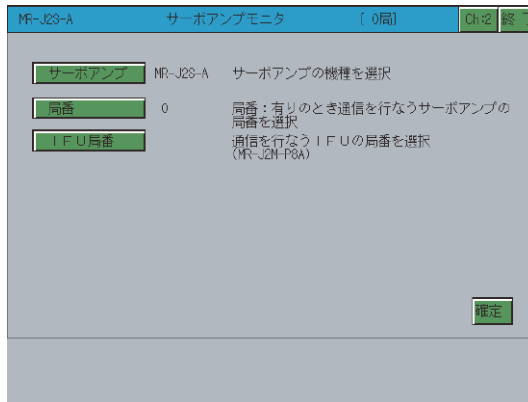 MR-J2S-A サーボアンプモニタ [ 0局] Ch:2 終了
サーボアンプ MR-J2S-A サーボアンプの機種を選択
局番 0 局番：有りのとき通信を行なうサーボアンプの
局番を選択
ＩＦＵ局番 通信を行なうＩＦＵの局番を選択
(MR-J2M-P8A)
確定